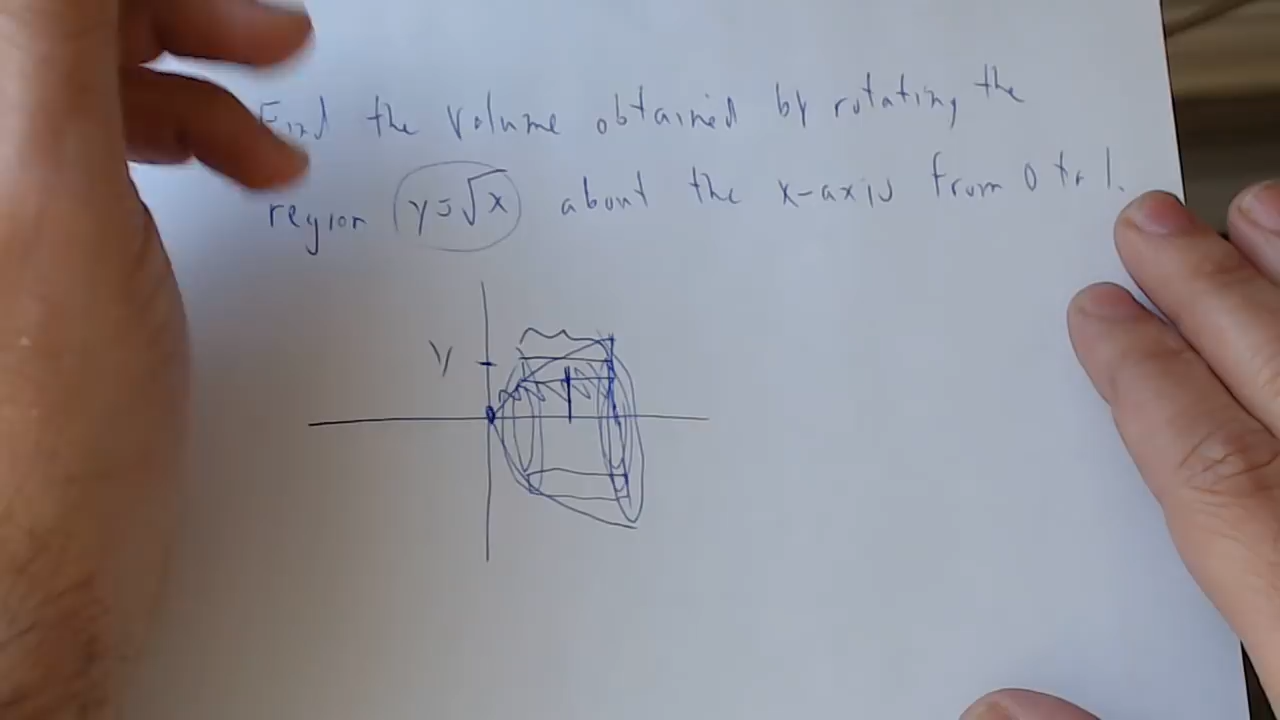 Find the volume obtained by rotating the
region y=√x about the x-axis from 0 to 1.
y